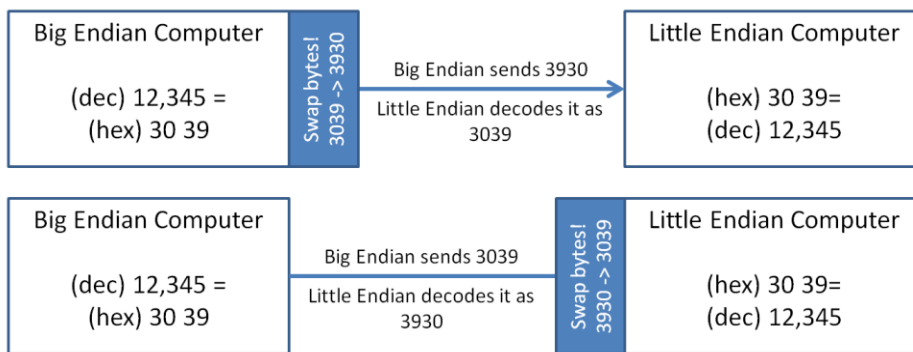 Big Endian Computer
(dec) 12,345 =
(hex) 30 39
Swap bytes!
3039 -> 3930
Big Endian sends 3930
Little Endian decodes it as
3039
Little Endian Computer
(hex) 30 39=
(dec) 12,345
Big Endian Computer
(dec) 12,345 =
(hex) 30 39
Big Endian sends 3039
Little Endian decodes it as
3930
Swap bytes!
3930 -> 3039
Little Endian Computer
(hex) 30 39=
(dec) 12,345